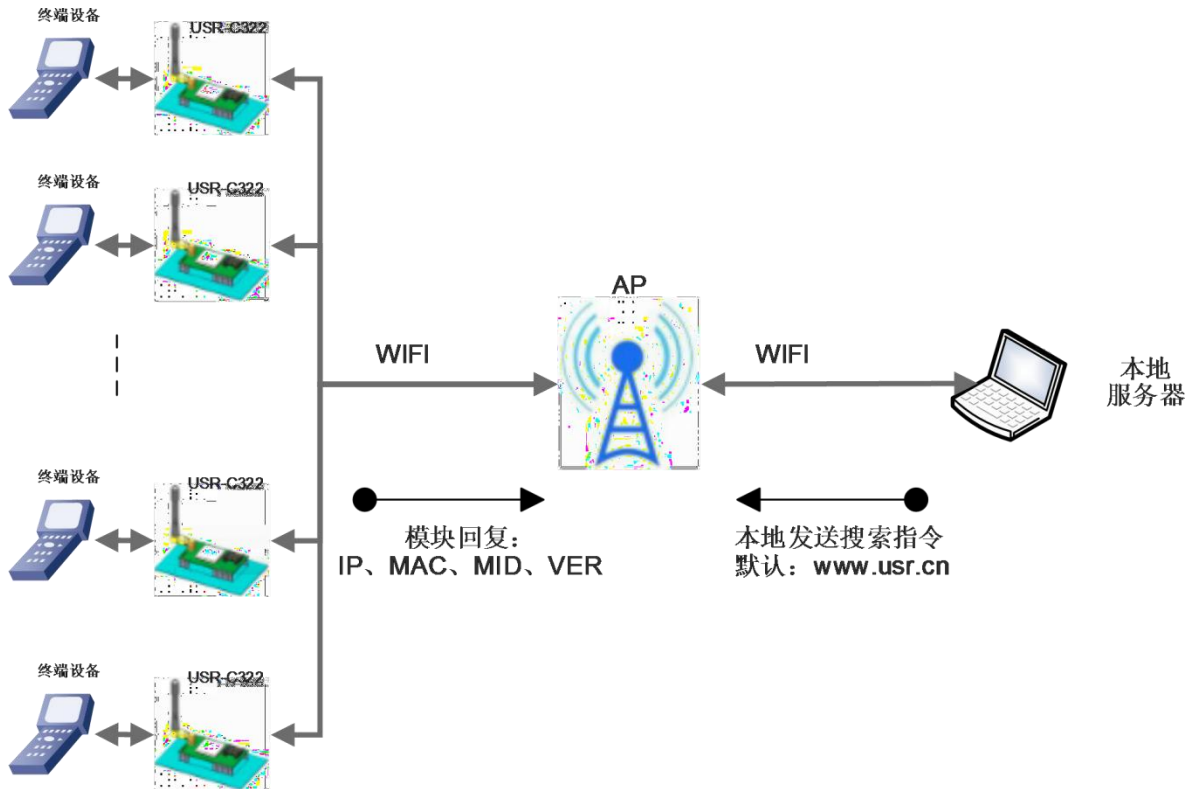 终端设备
USR-C322
终端设备
USR-C322
AP
WIFI
WIFI
本地
服务器
终端设备
USR-C322
模块回复：
IP、MAC、MID、VER
本地发送搜索指令
默认：www.usr.cn
终端设备
USR-C322